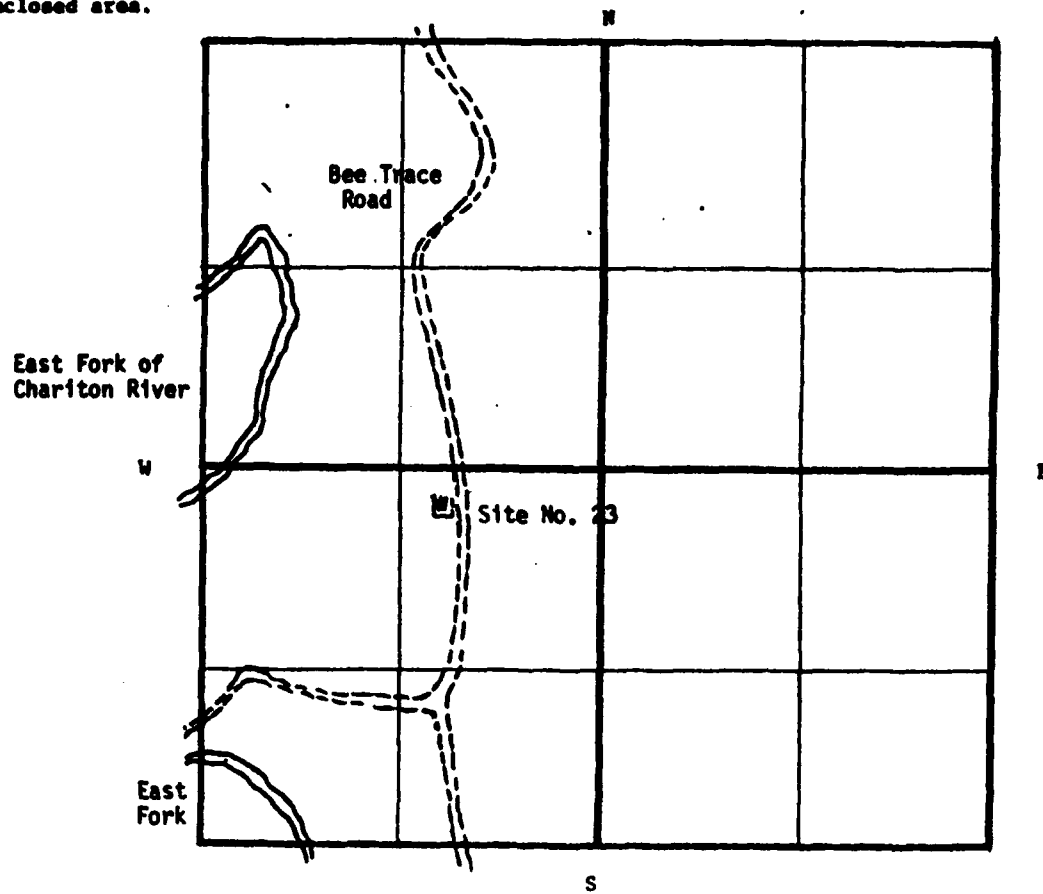 nclosed area.
N
Bee Trace
Road
East Fork of
Chariton River
W
W
Site No. 23
East
Fork
S